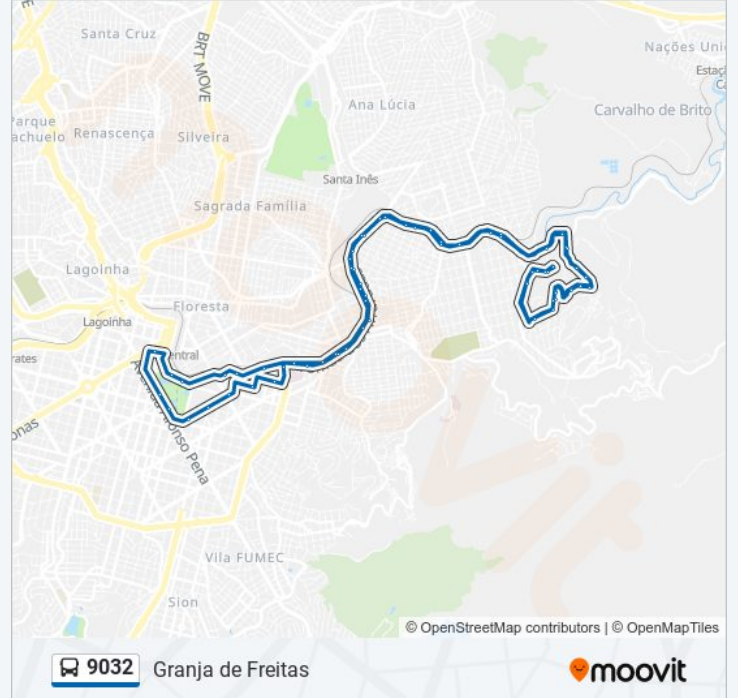 Santa Cruz
BRT MOVE
Nações Uni
Estaç
Ca
Ana Lúcia
Carvalho de Brito
Parque
achuelo
Renascença
Silveira
Santa Inês
Sagrada Família
Lagoinha
Floresta
Lagoinha
rates
entral
Avenida Afonso Pena
onas
Vila FUMEC
Sion
© OpenStreetMap contributors | © OpenMapTiles
9032 Granja de Freitas
moovit